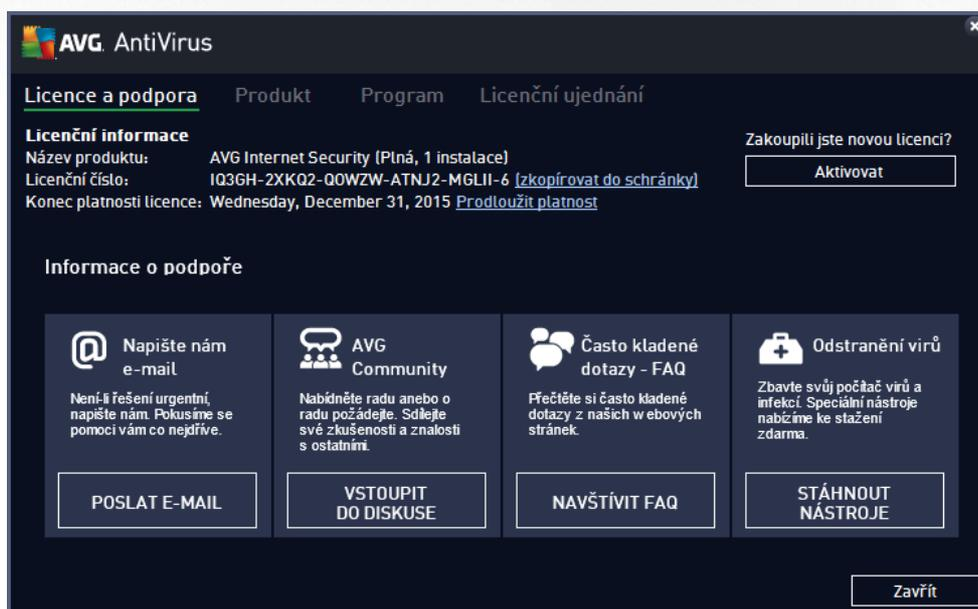 AVG. AntiVirus
Licence a podpora Produkt Program Licenční ujednání
Licenční informace
Název produktu: AVG Internet Security (Plná, 1 instalace)
Licenční číslo: IQ3GH-2XKQ2-QOWZW-ATNJ2-MGLII-6 (zkopírovat do schránky)
Konec platnosti licence: Wednesday, December 31, 2015 Prodloužit platnost
Zakoupili jste novou licenci?
Aktivovat
Informace o podpoře
Napište nám
e-mail
Není-li řešení urgentní,
napište nám. Pokusíme se
pomoci vám co nejdříve.
POSLAT E-MAIL
AVG
Community
Nabídněte radu anebo o
radu požádejte. Sdílejte
své zkušenosti a znalosti
s ostatními.
VSTOUPIT
DO DISKUSE
Často kladené
dotazy - FAQ
Přečtěte si často kladené
dotazy z našich webových
stránek.
NAVŠTÍVIT FAQ
Odstranění virů
Zbavte svůj počítač virů a
infekcí. Speciální nástroje
nabízíme ke stažení
zdarma.
STÁHNOUT
NÁSTROJE
Zavřít